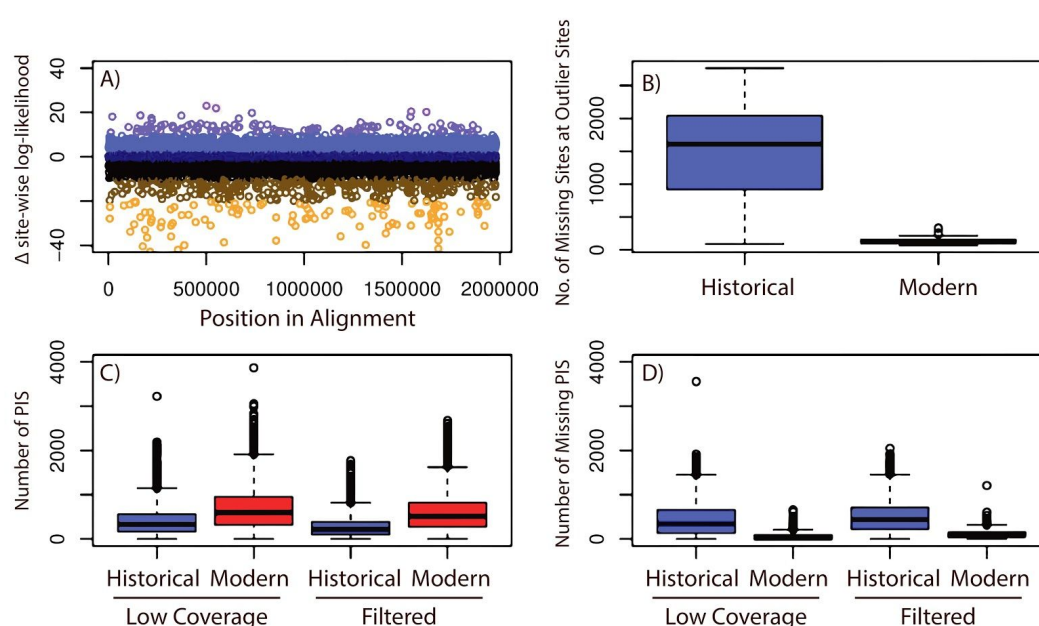 A)
Δ site-wise log-likelihood
40
20
0
−40
0 500000 1000000 1500000 2000000
Position in Alignment
B)
No. of Missing Sites at Outlier Sites
2000
1000
0
Historical Modern
C)
Number of PIS
4000
2000
0
Historical Modern Historical Modern
Low Coverage Filtered
D)
Number of Missing PIS
4000
2000
0
Historical Modern Historical Modern
Low Coverage Filtered